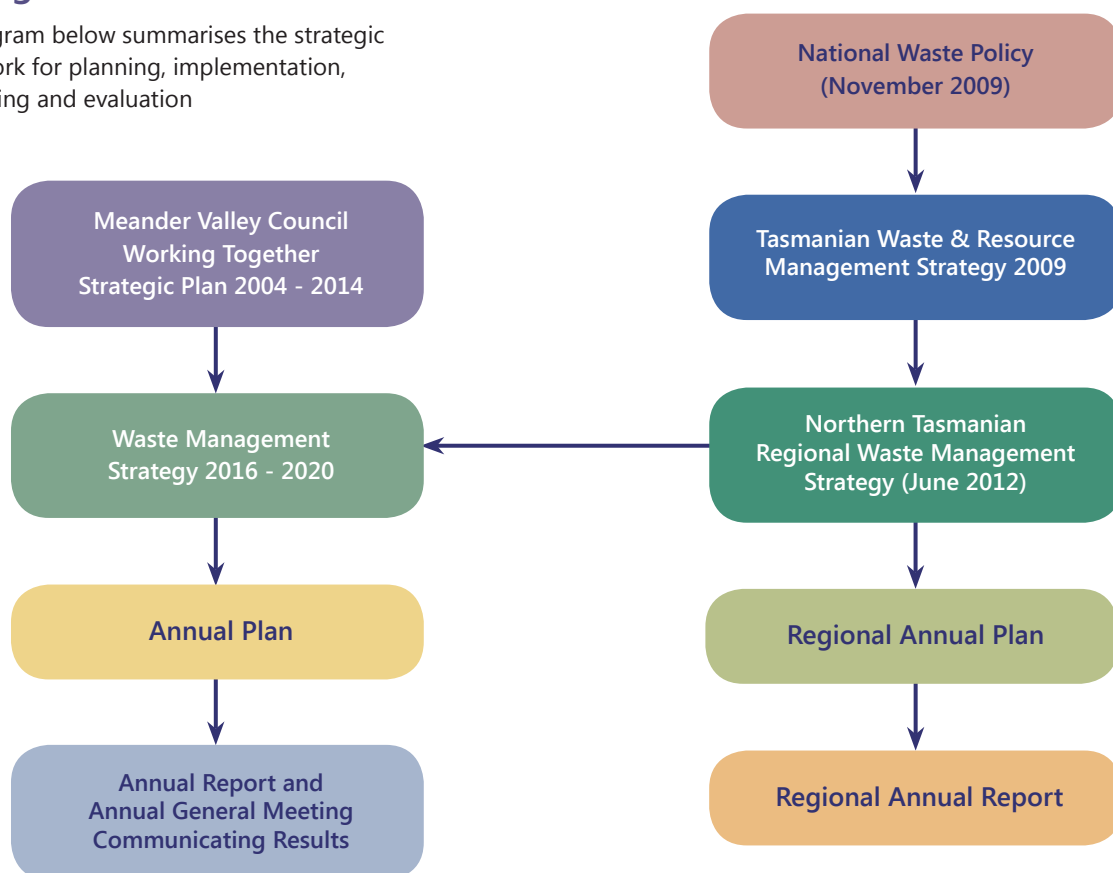 gram below summarises the strategic
ork for planning, implementation,
ing and evaluation
National Waste Policy
(November 2009)
Meander Valley Council
Working Together
Strategic Plan 2004 - 2014
Tasmanian Waste & Resource
Management Strategy 2009
Waste Management
Strategy 2016 - 2020
Northern Tasmanian
Regional Waste Management
Strategy (June 2012)
Annual Plan
Regional Annual Plan
Annual Report and
Annual General Meeting
Communicating Results
Regional Annual Report